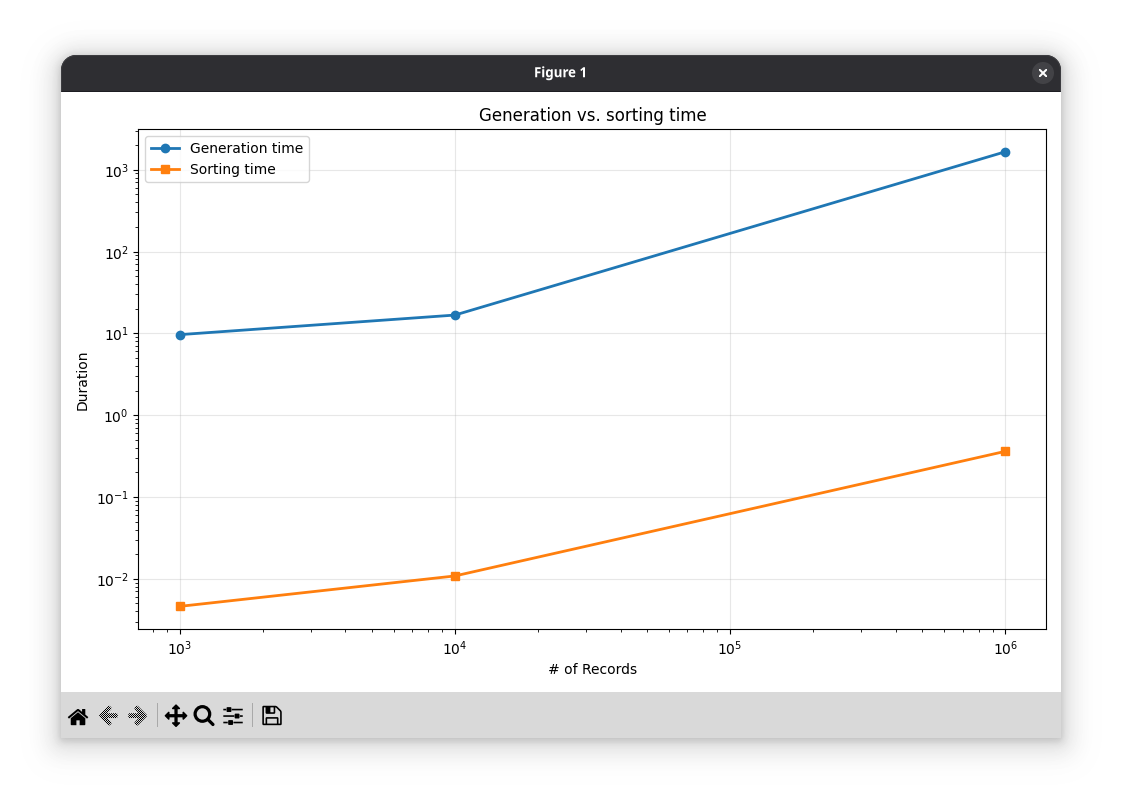 Figure 1
Generation vs. sorting time
Generation time
Sorting time
10³
10²
10¹
10⁰
10⁻¹
10⁻²
Duration
10³ 10⁴ 10⁵ 10⁶
# of Records